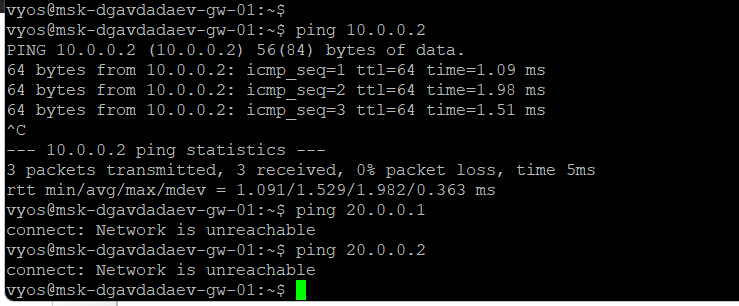 vyos@msk-dgavdadaev-gw-01:~$
vyos@msk-dgavdadaev-gw-01:~$ ping 10.0.0.2
PING 10.0.0.2 (10.0.0.2) 56(84) bytes of data.
64 bytes from 10.0.0.2: icmp_seq=1 ttl=64 time=1.09 ms
64 bytes from 10.0.0.2: icmp_seq=2 ttl=64 time=1.98 ms
64 bytes from 10.0.0.2: icmp_seq=3 ttl=64 time=1.51 ms
^C
--- 10.0.0.2 ping statistics ---
3 packets transmitted, 3 received, 0% packet loss, time 5ms
rtt min/avg/max/mdev = 1.091/1.529/1.982/0.363 ms
vyos@msk-dgavdadaev-gw-01:~$ ping 20.0.0.1
connect: Network is unreachable
vyos@msk-dgavdadaev-gw-01:~$ ping 20.0.0.2
connect: Network is unreachable
vyos@msk-dgavdadaev-gw-01:~$